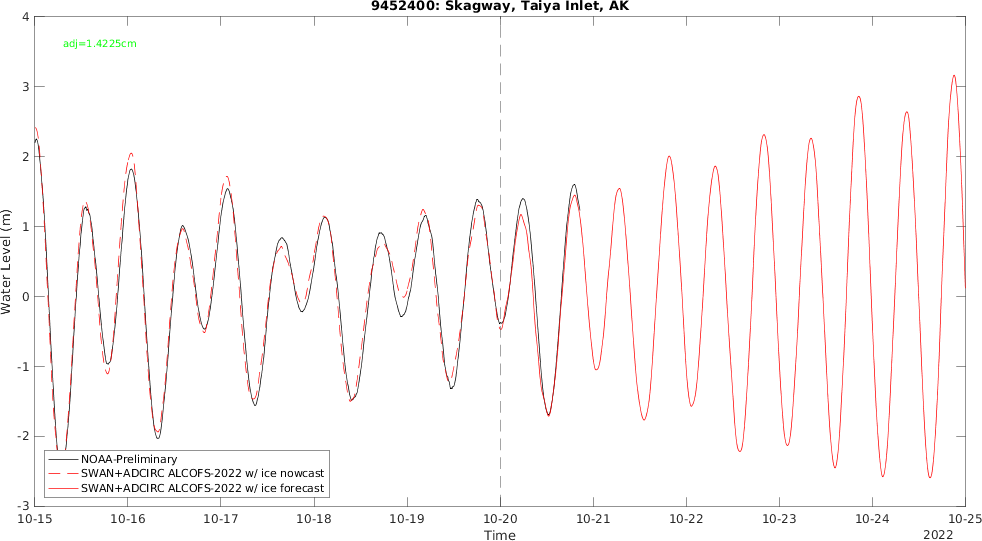 9452400: Skagway, Taiya Inlet, AK
adj=1.4225cm
Water Level (m)
4
3
2
1
0
-1
-2
-3
NOAA-Preliminary
SWAN+ADCIRC ALCOFS-2022 w/ ice nowcast
SWAN+ADCIRC ALCOFS-2022 w/ ice forecast
10-15 10-16 10-17 10-18 10-19 10-20 10-21 10-22 10-23 10-24 10-25
Time
2022